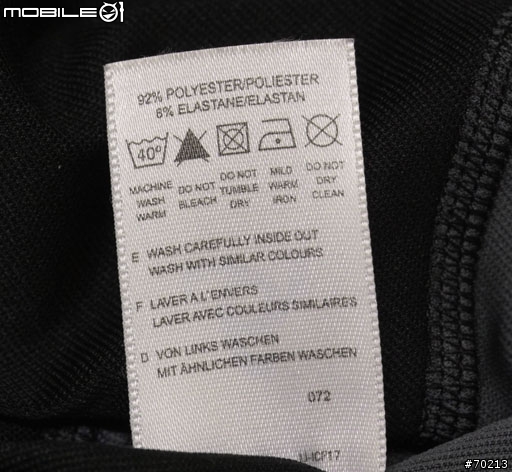 MOBILE01
92% POLYESTER/POLIESTER
8% ELASTANE/ELASTAN
40°
MACHINE WASH WARM
DO NOT BLEACH
DO NOT TUMBLE DRY
MILD WARM IRON
DO NOT DRY CLEAN
E WASH CAREFULLY INSIDE OUT
WASH WITH SIMILAR COLOURS
F LAVER A L'ENVERS
LAVER AVEC COULEURS SIMILAIRES
D VON LINKS WASCHEN
MIT ÄHNLICHEN FARBEN WASCHEN
072
#70213